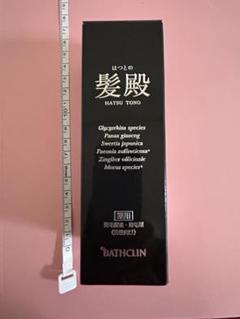 はつとの
髪殿
HATSU TONO
Glycyrrhiza species
Panax ginseng
Swertia japonica
Paeonia suffruticosa*
Zingiber officinale
Morus species*
薬用
BATHCLIN